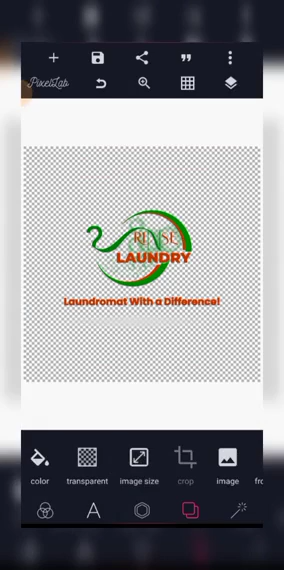 PixelLab
RINSE
LAUNDRY
Laundromat With a Difference!
color
transparent
image size
crop
image